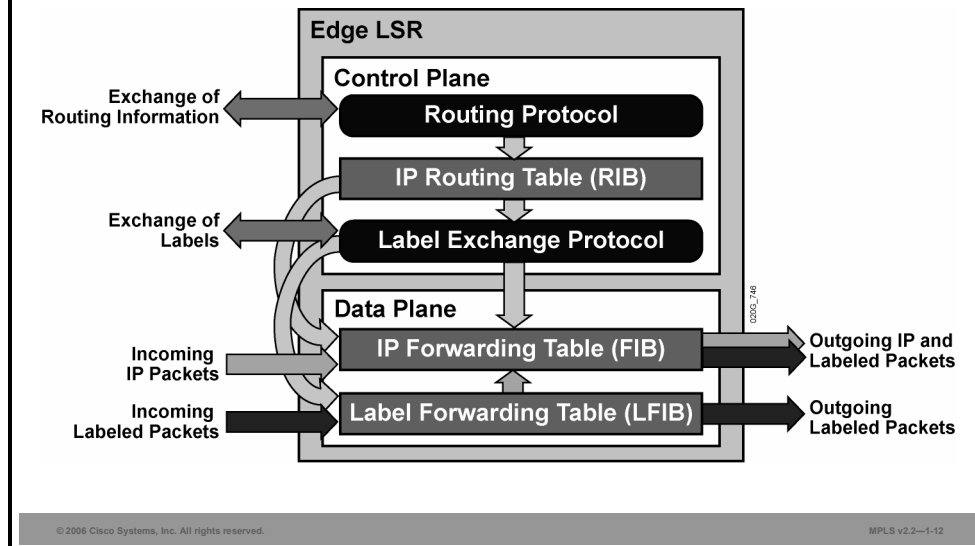 Edge LSR
Control Plane
Exchange of
Routing Information
Routing Protocol
IP Routing Table (RIB)
Exchange of
Labels
Label Exchange Protocol
020G_746
Data Plane
Incoming
IP Packets
IP Forwarding Table (FIB)
Outgoing IP and
Labeled Packets
Incoming
Labeled Packets
Label Forwarding Table (LFIB)
Outgoing
Labeled Packets
© 2006 Cisco Systems, Inc. All rights reserved.
MPLS v2.2—1-12